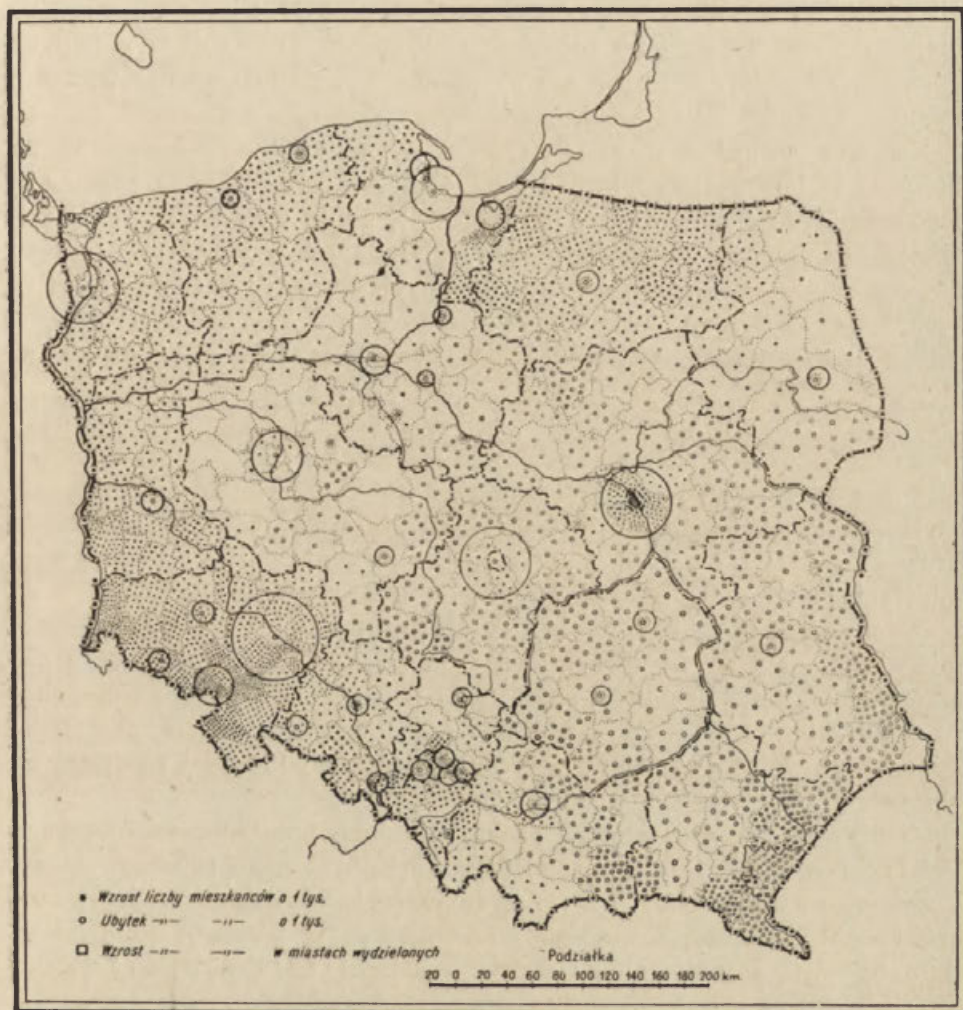 Wzrost liczby mieszkańców o 1 tys.
Ubytek —„— —„— o 1 tys.
Wzrost —„— —„— w miastach wydzielonych
Podziałka
20 0 20 40 60 80 100 120 140 160 180 200 km.